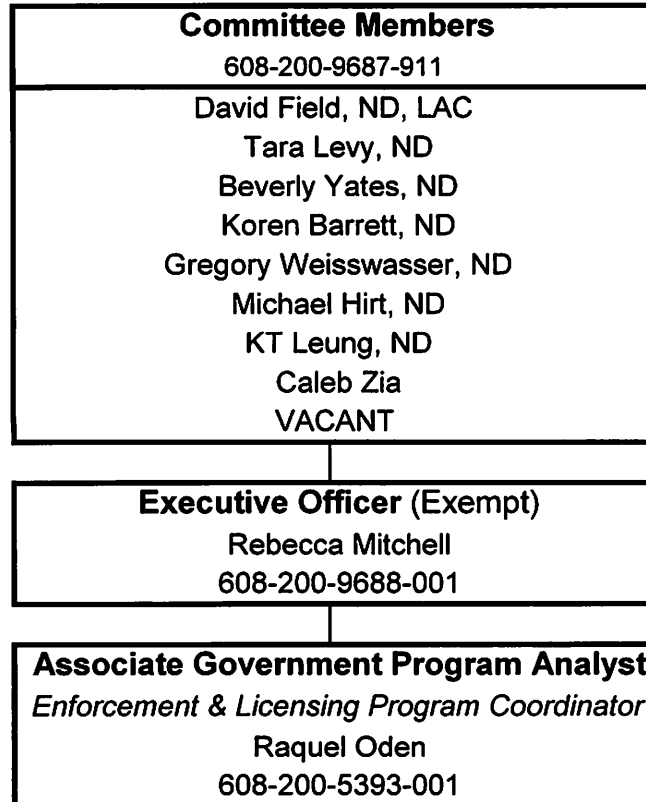 Committee Members
608-200-9687-911
David Field, ND, LAC
Tara Levy, ND
Beverly Yates, ND
Koren Barrett, ND
Gregory Weisswasser, ND
Michael Hirt, ND
KT Leung, ND
Caleb Zia
VACANT
Executive Officer (Exempt)
Rebecca Mitchell
608-200-9688-001
Associate Government Program Analyst
Enforcement & Licensing Program Coordinator
Raquel Oden
608-200-5393-001